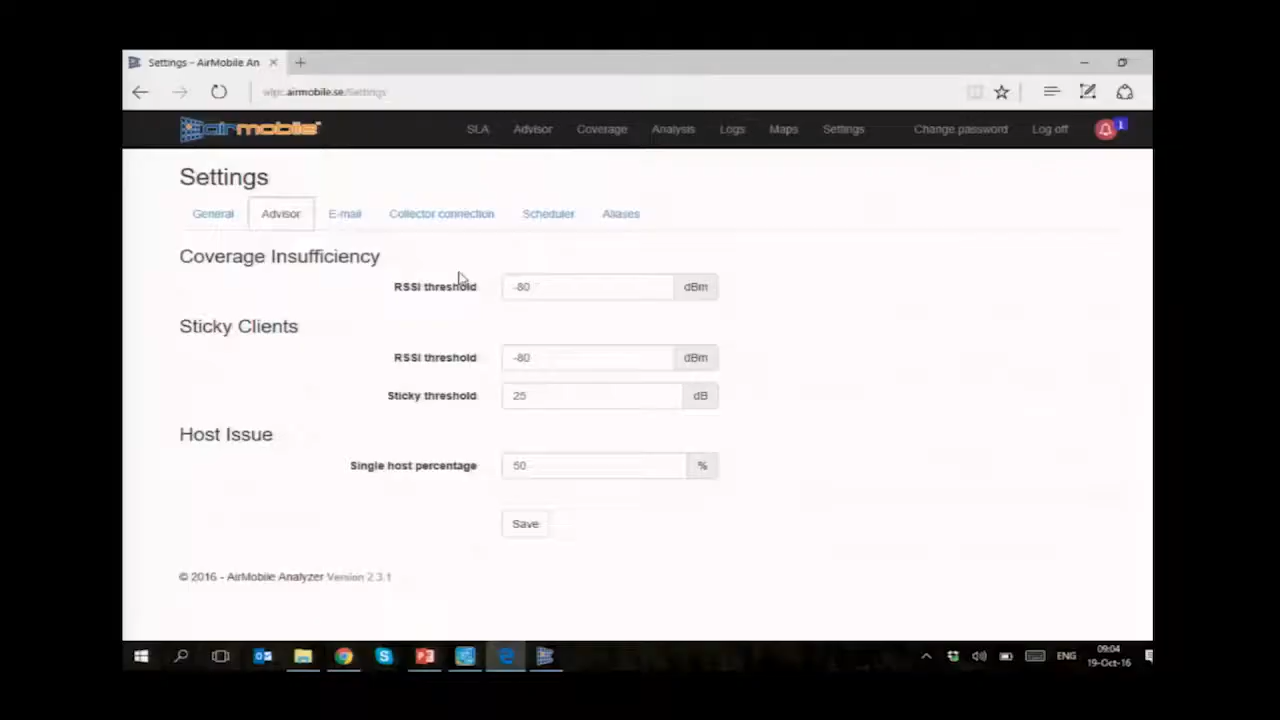 Settings - AirMobile An
wlpc.airmobile.se/Settings
airmobile
SLA Advisor Coverage Analysis Logs Maps Settings Change password Log off 1
Settings
General Advisor E-mail Collector connection Scheduler Aliases
Coverage Insufficiency
RSSI threshold -80 dBm
Sticky Clients
RSSI threshold -80 dBm
Sticky threshold 25 dB
Host Issue
Single host percentage 50 %
Save
© 2016 - AirMobile Analyzer Version 2.3.1
ENG 09:04
19-Oct-16